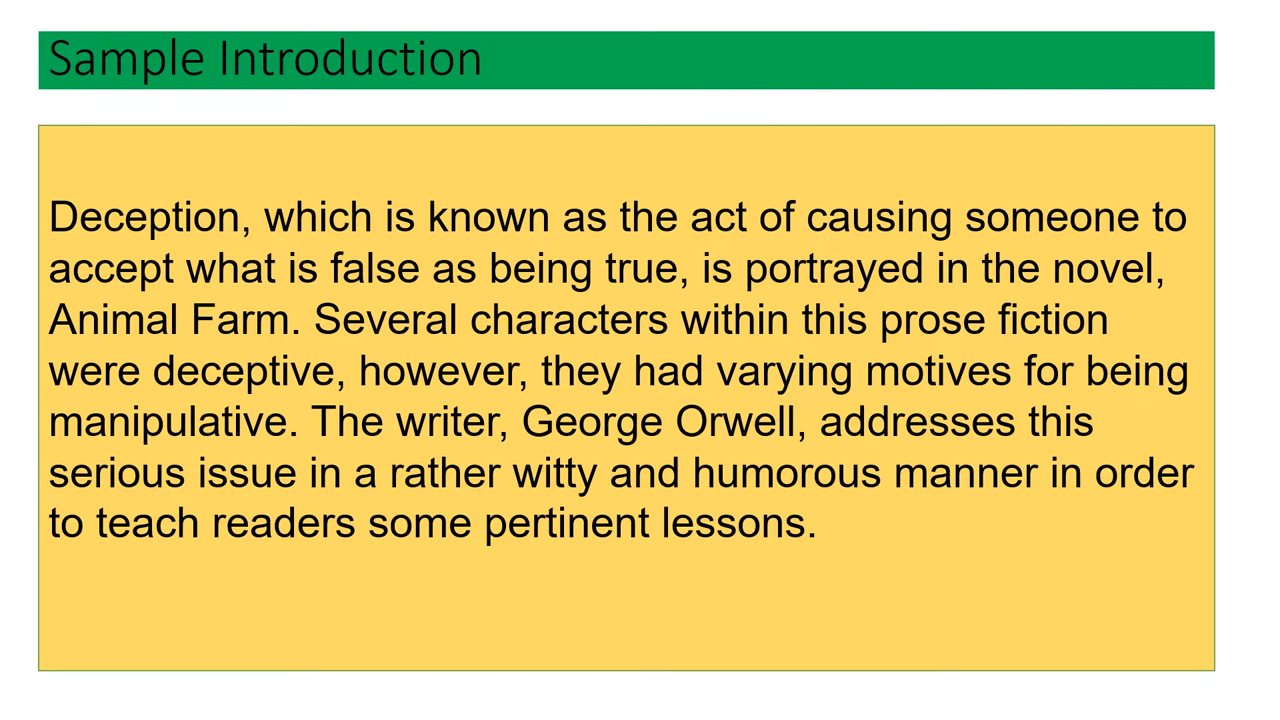 Sample Introduction
Deception, which is known as the act of causing someone to
accept what is false as being true, is portrayed in the novel,
Animal Farm. Several characters within this prose fiction
were deceptive, however, they had varying motives for being
manipulative. The writer, George Orwell, addresses this
serious issue in a rather witty and humorous manner in order
to teach readers some pertinent lessons.